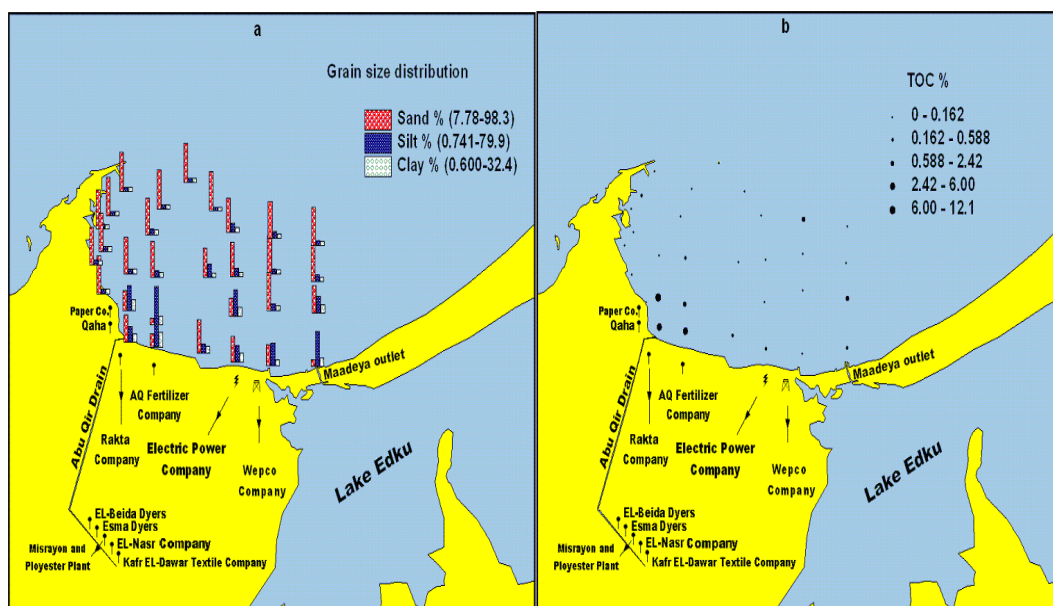 a
Grain size distribution
Sand % (7.78-98.3)
Silt % (0.741-79.9)
Clay % (0.600-32.4)
Paper Co.
Qaha
Maadeya outlet
Abu Qir Drain
AQ Fertilizer
Company
Rakta
Company
Electric Power
Company
Wepco
Company
Lake Edku
EL-Beida Dyers
Esma Dyers
EL-Nasr Company
Misrayon and
Ployester Plant
Kafr EL-Dawar Textile Company
b
TOC %
0 - 0.162
0.162 - 0.588
0.588 - 2.42
2.42 - 6.00
6.00 - 12.1
Paper Co.
Qaha
Maadeya outlet
Abu Qir Drain
AQ Fertilizer
Company
Rakta
Company
Electric Power
Company
Wepco
Company
Lake Edku
EL-Beida Dyers
Esma Dyers
EL-Nasr Company
Misrayon and
Ployester Plant
Kafr EL-Dawar Textile Company